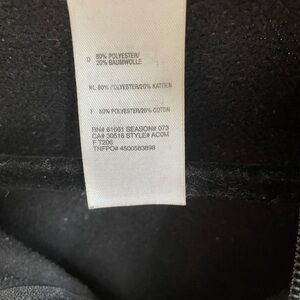 D 80% POLYESTER/
20% BAUMWOLLE
NL 80% POLYESTER/20% KATOEN
F 80% POLYESTER/20% COTON
RN# 61661 SEASON# 073
CA# 30516 STYLE# ACOM
F T206
TNFPO# 4500583898